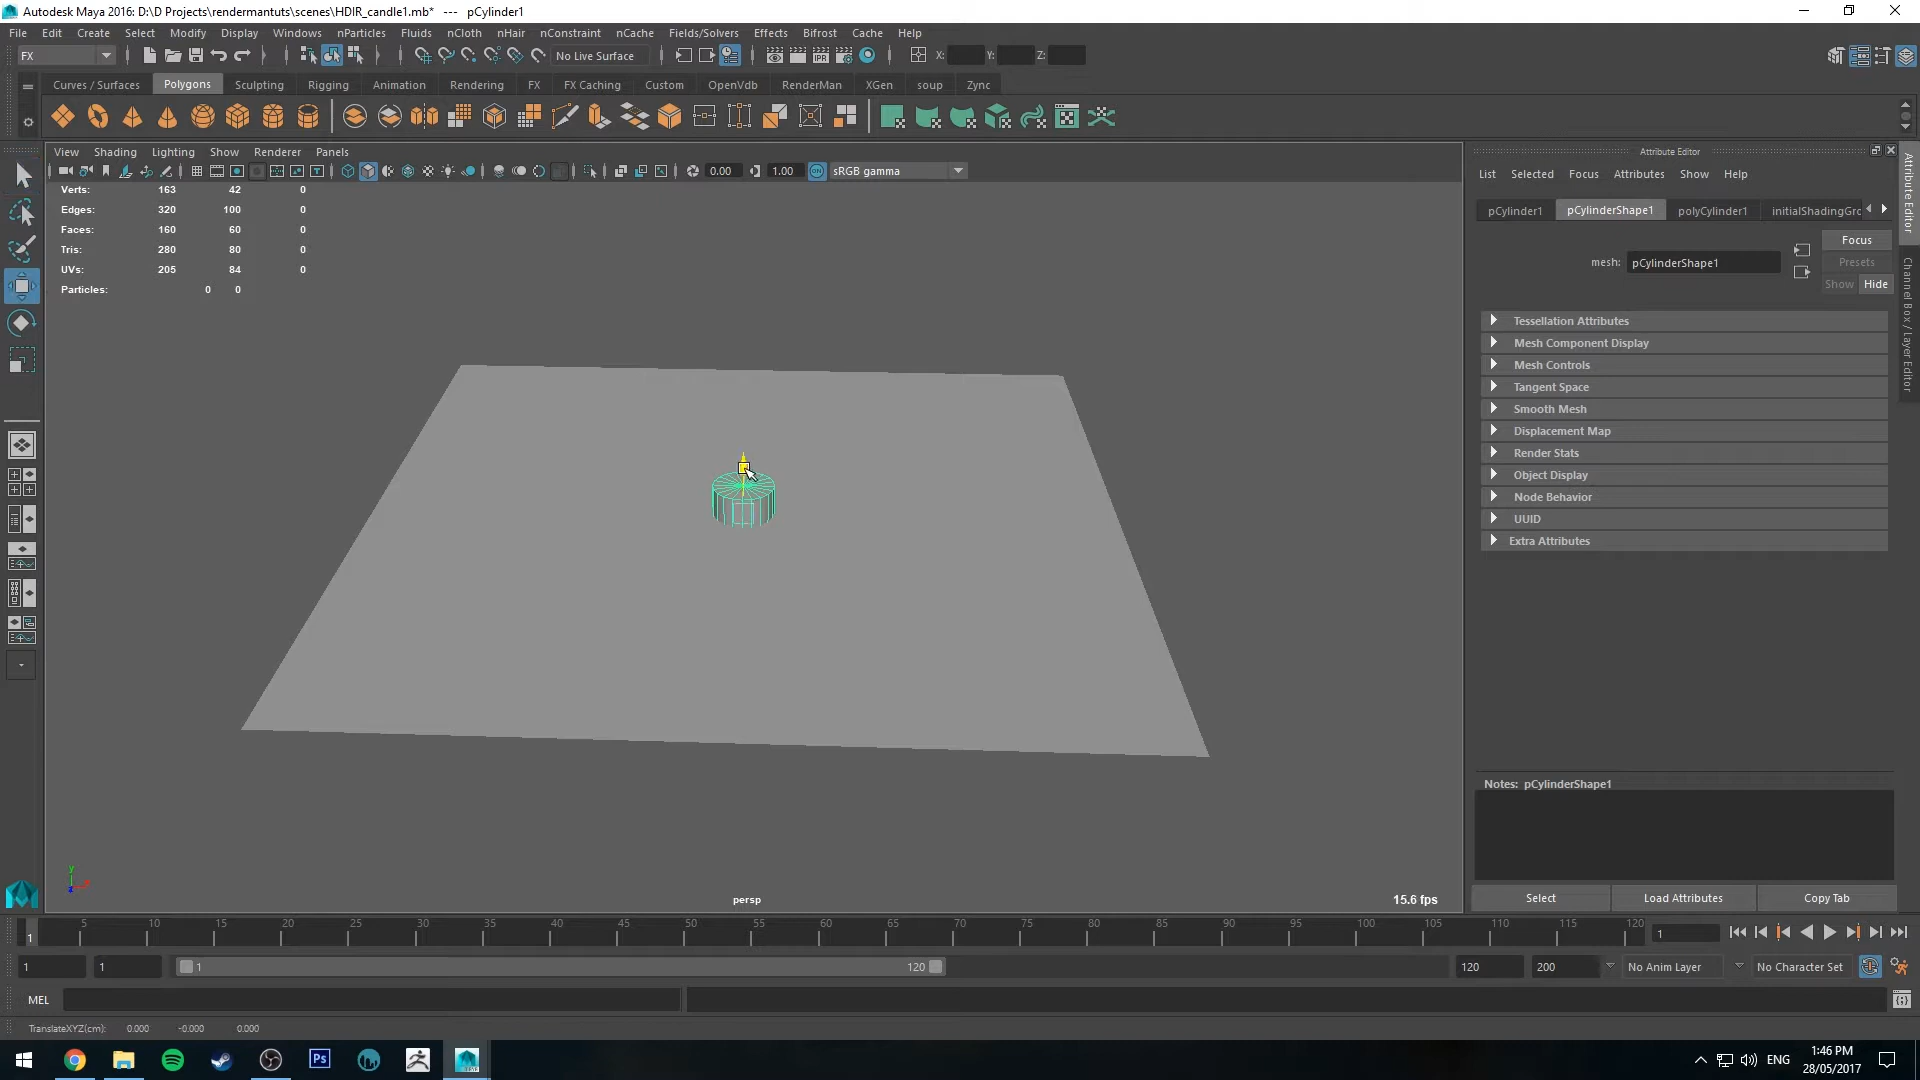 Autodesk Maya 2016: D:\D Projects\rendermantuts\scenes\HDIR_candle1.mb*  ---  pCylinder1
File Edit Create Select Modify Display Windows nParticles Fluids nCloth nHair nConstraint nCache Fields/Solvers Effects Bifrost Cache Help
FX No Live Surface X: Y: Z:
Curves / Surfaces Polygons Sculpting Rigging Animation Rendering FX FX Caching Custom OpenVdb RenderMan XGen soup Zync
View Shading Lighting Show Renderer Panels
0.00 1.00 sRGB gamma
Verts: 163 42 0
Edges: 320 100 0
Faces: 160 60 0
Tris: 280 80 0
UVs: 205 84 0
Particles: 0 0
persp
15.6 fps
Attribute Editor
List Selected Focus Attributes Show Help
pCylinder1 pCylinderShape1 polyCylinder1 initialShadingGro
mesh: pCylinderShape1
Focus
Presets
Show Hide
Tessellation Attributes
Mesh Component Display
Mesh Controls
Tangent Space
Smooth Mesh
Displacement Map
Render Stats
Object Display
Node Behavior
UUID
Extra Attributes
Notes: pCylinderShape1
Select Load Attributes Copy Tab
Attribute Editor
Channel Box / Layer Editor
1 5 10 15 20 25 30 35 40 45 50 55 60 65 70 75 80 85 90 95 100 105 110 115 120 1
1 1 1 120 120 200 No Anim Layer No Character Set
MEL
TranslateXYZ(cm): 0.000 -0.000 0.000
ENG
1:46 PM
28/05/2017